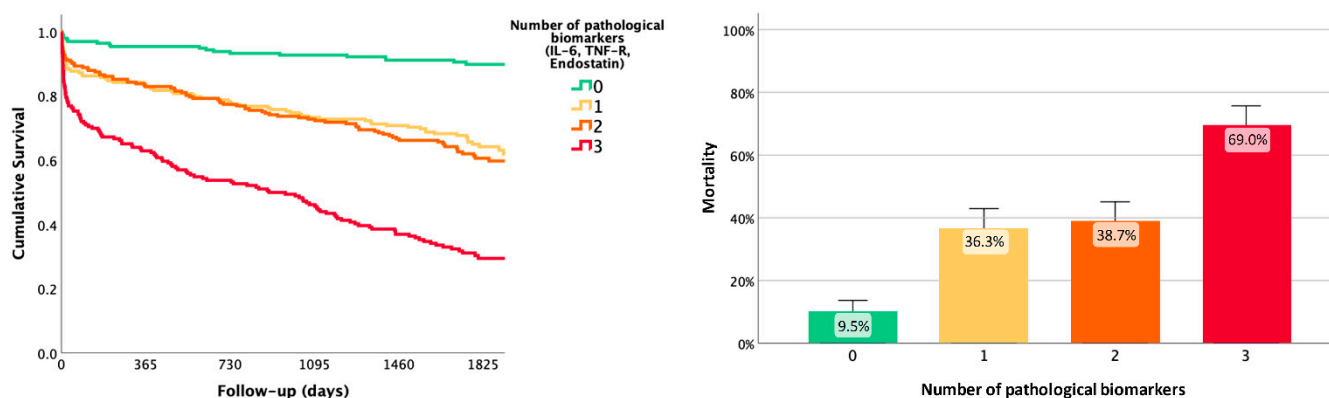 Number of pathological
biomarkers
(IL-6, TNF-R,
Endostatin)
0
1
2
3
Cumulative Survival
1.0
0.8
0.6
0.4
0.2
0.0
0 365 730 1095 1460 1825
Follow-up (days)
Mortality
100%
80%
60%
40%
20%
0%
9.5%
36.3%
38.7%
69.0%
0 1 2 3
Number of pathological biomarkers